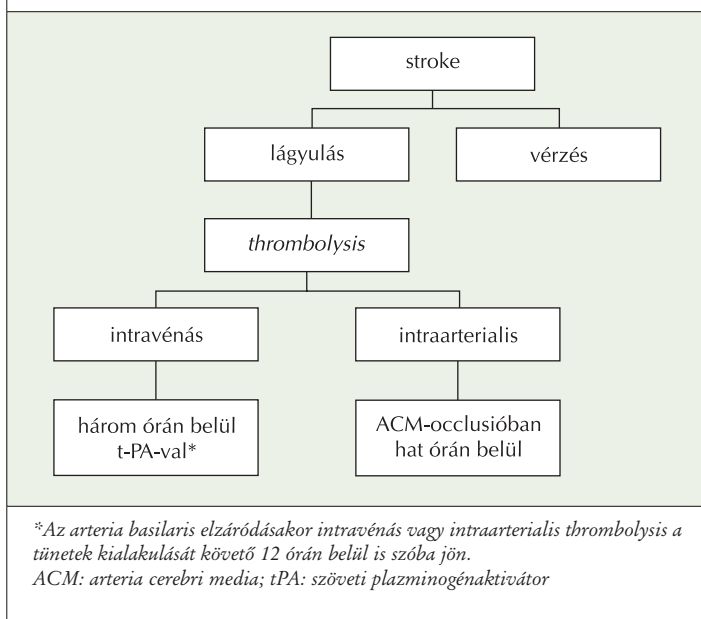 stroke
lágyulás
vérzés
thrombolysis
intravénás
intraarterialis
három órán belül
t-PA-val*
ACM-occlusióban
hat órán belül
*Az arteria basilaris elzáródásakor intravénás vagy intraarterialis thrombolysis a
tünetek kialakulását követő 12 órán belül is szóba jön.
ACM: arteria cerebri media; tPA: szöveti plazminogénaktivátor